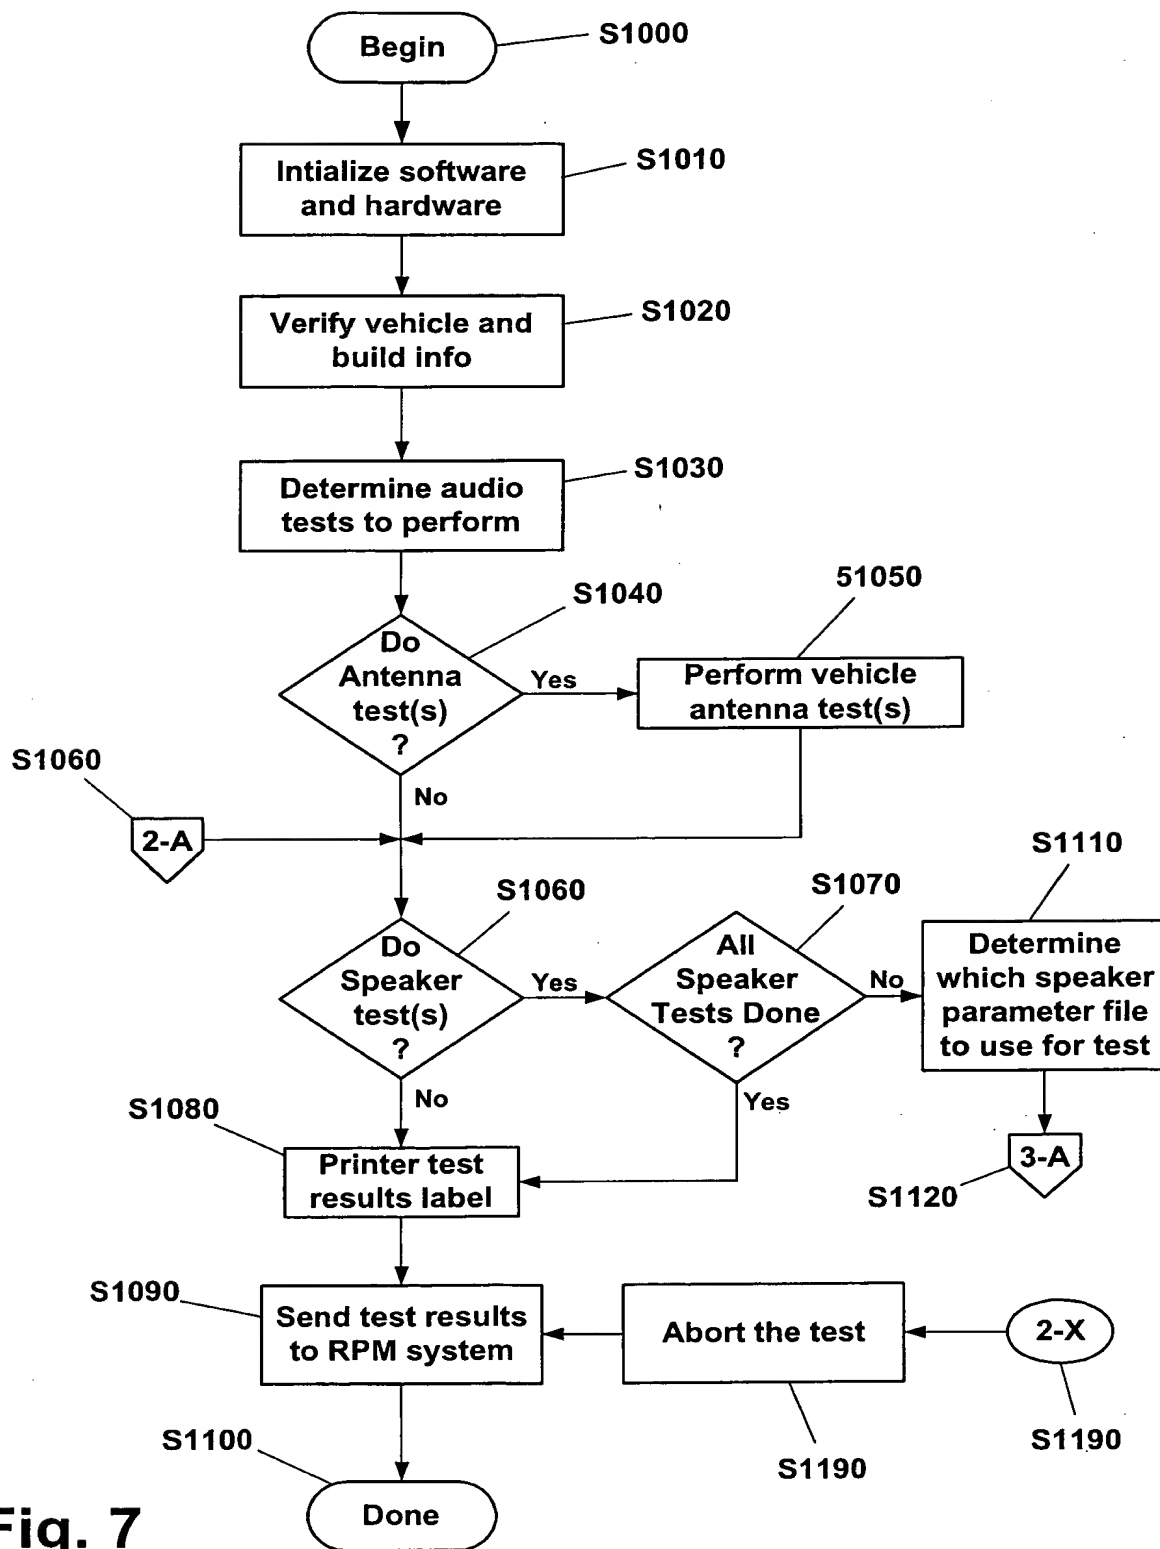 Begin
S1000
Intialize software
and hardware
S1010
Verify vehicle and
build info
S1020
Determine audio
tests to perform
S1030
Do
Antenna
test(s)
?
S1040
Yes
No
51050
Perform vehicle
antenna test(s)
S1060
2-A
Do
Speaker
test(s)
?
S1060
Yes
No
All
Speaker
Tests Done
?
S1070
No
Yes
S1110
Determine
which speaker
parameter file
to use for test
3-A
S1120
S1080
Printer test
results label
S1090
Send test results
to RPM system
Abort the test
S1190
2-X
S1190
S1100
Done
Fig. 7